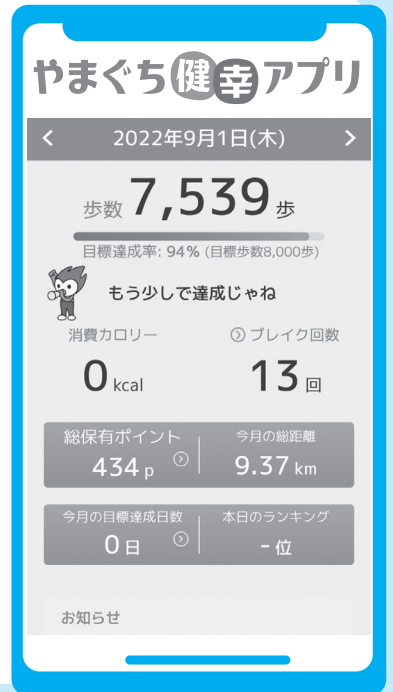 やまぐち健幸アプリ
2022年9月1日(木)
歩数 7,539 歩
目標達成率: 94% (目標歩数8,000歩)
もう少しで達成じゃね
消費カロリー
ブレイク回数
0 kcal
13 回
総保有ポイント
今月の総距離
434 p
9.37 km
今月の目標達成日数
本日のランキング
0 日
- 位
お知らせ